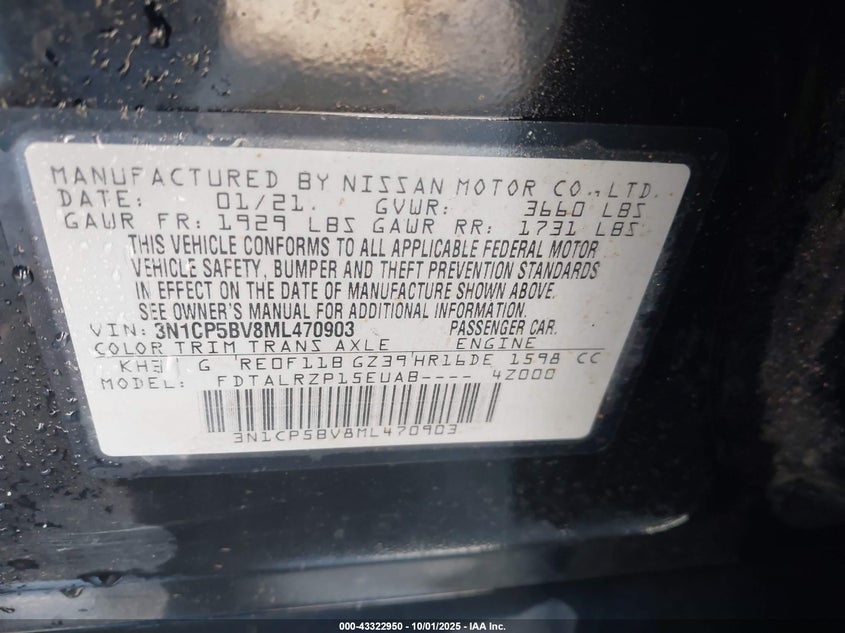 MANUFACTURED BY NISSAN MOTOR CO., LTD.
DATE: 01/21. GVWR: 3660 LBS
GAWR FR: 1929 LBS GAWR RR: 1731 LBS
THIS VEHICLE CONFORMS TO ALL APPLICABLE FEDERAL MOTOR
VEHICLE SAFETY, BUMPER AND THEFT PREVENTION STANDARDS
IN EFFECT ON THE DATE OF MANUFACTURE SHOWN ABOVE.
SEE OWNER'S MANUAL FOR ADDITIONAL INFORMATION.
VIN: 3N1CP5BV8ML470903 PASSENGER CAR.
COLOR TRIM TRANS AXLE ENGINE
KH3 G RE0F11B GZ39 HR16DE 1598 CC
MODEL: FDTALRZP15EUAB---- 4Z000
3N1CP5BV8ML470903
000-43322950 • 10/01/2025 • IAA Inc.